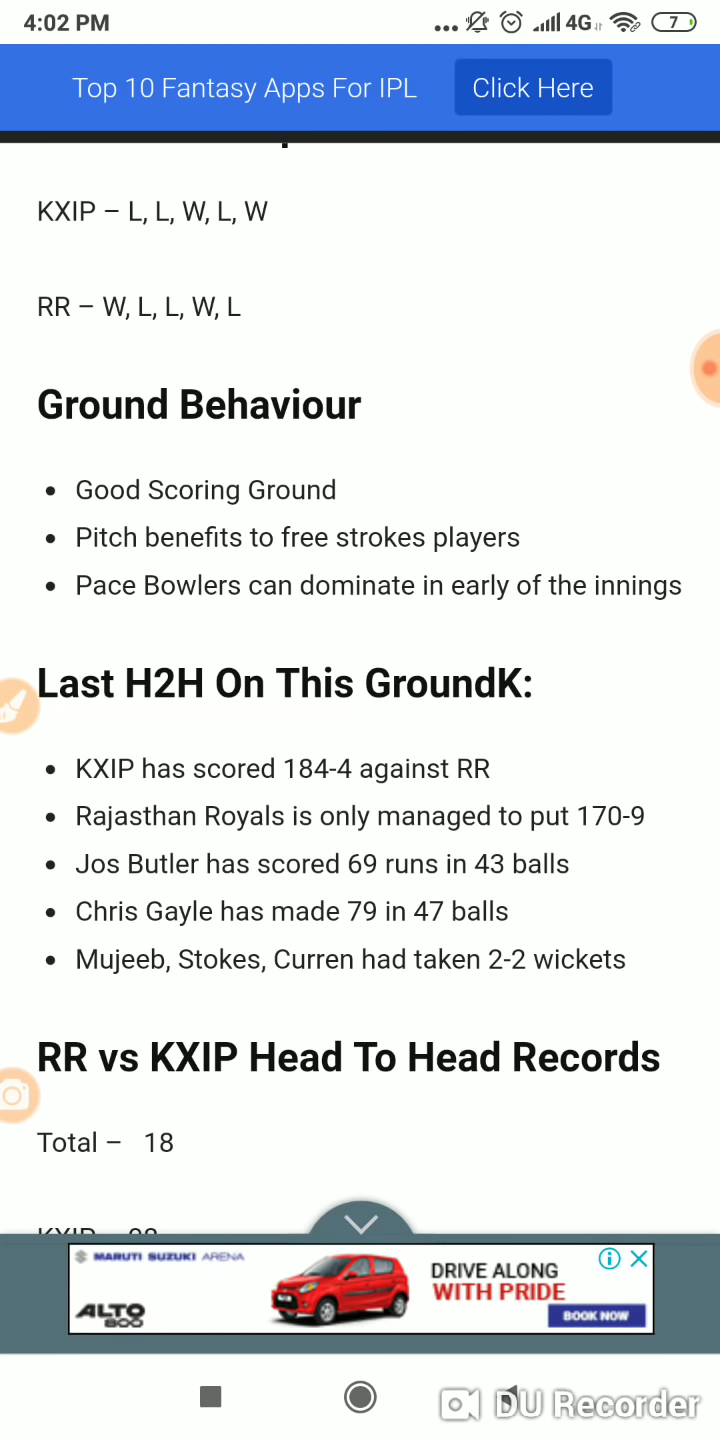 4:02 PM
4G
7
Top 10 Fantasy Apps For IPL
Click Here
KXIP – L, L, W, L, W
RR – W, L, L, W, L
Ground Behaviour
• Good Scoring Ground
• Pitch benefits to free strokes players
• Pace Bowlers can dominate in early of the innings
Last H2H On This GroundK:
• KXIP has scored 184-4 against RR
• Rajasthan Royals is only managed to put 170-9
• Jos Butler has scored 69 runs in 43 balls
• Chris Gayle has made 79 in 47 balls
• Mujeeb, Stokes, Curren had taken 2-2 wickets
RR vs KXIP Head To Head Records
Total – 18
MARUTI SUZUKI ARENA
ALTO
800
DRIVE ALONG
WITH PRIDE
BOOK NOW
DU Recorder